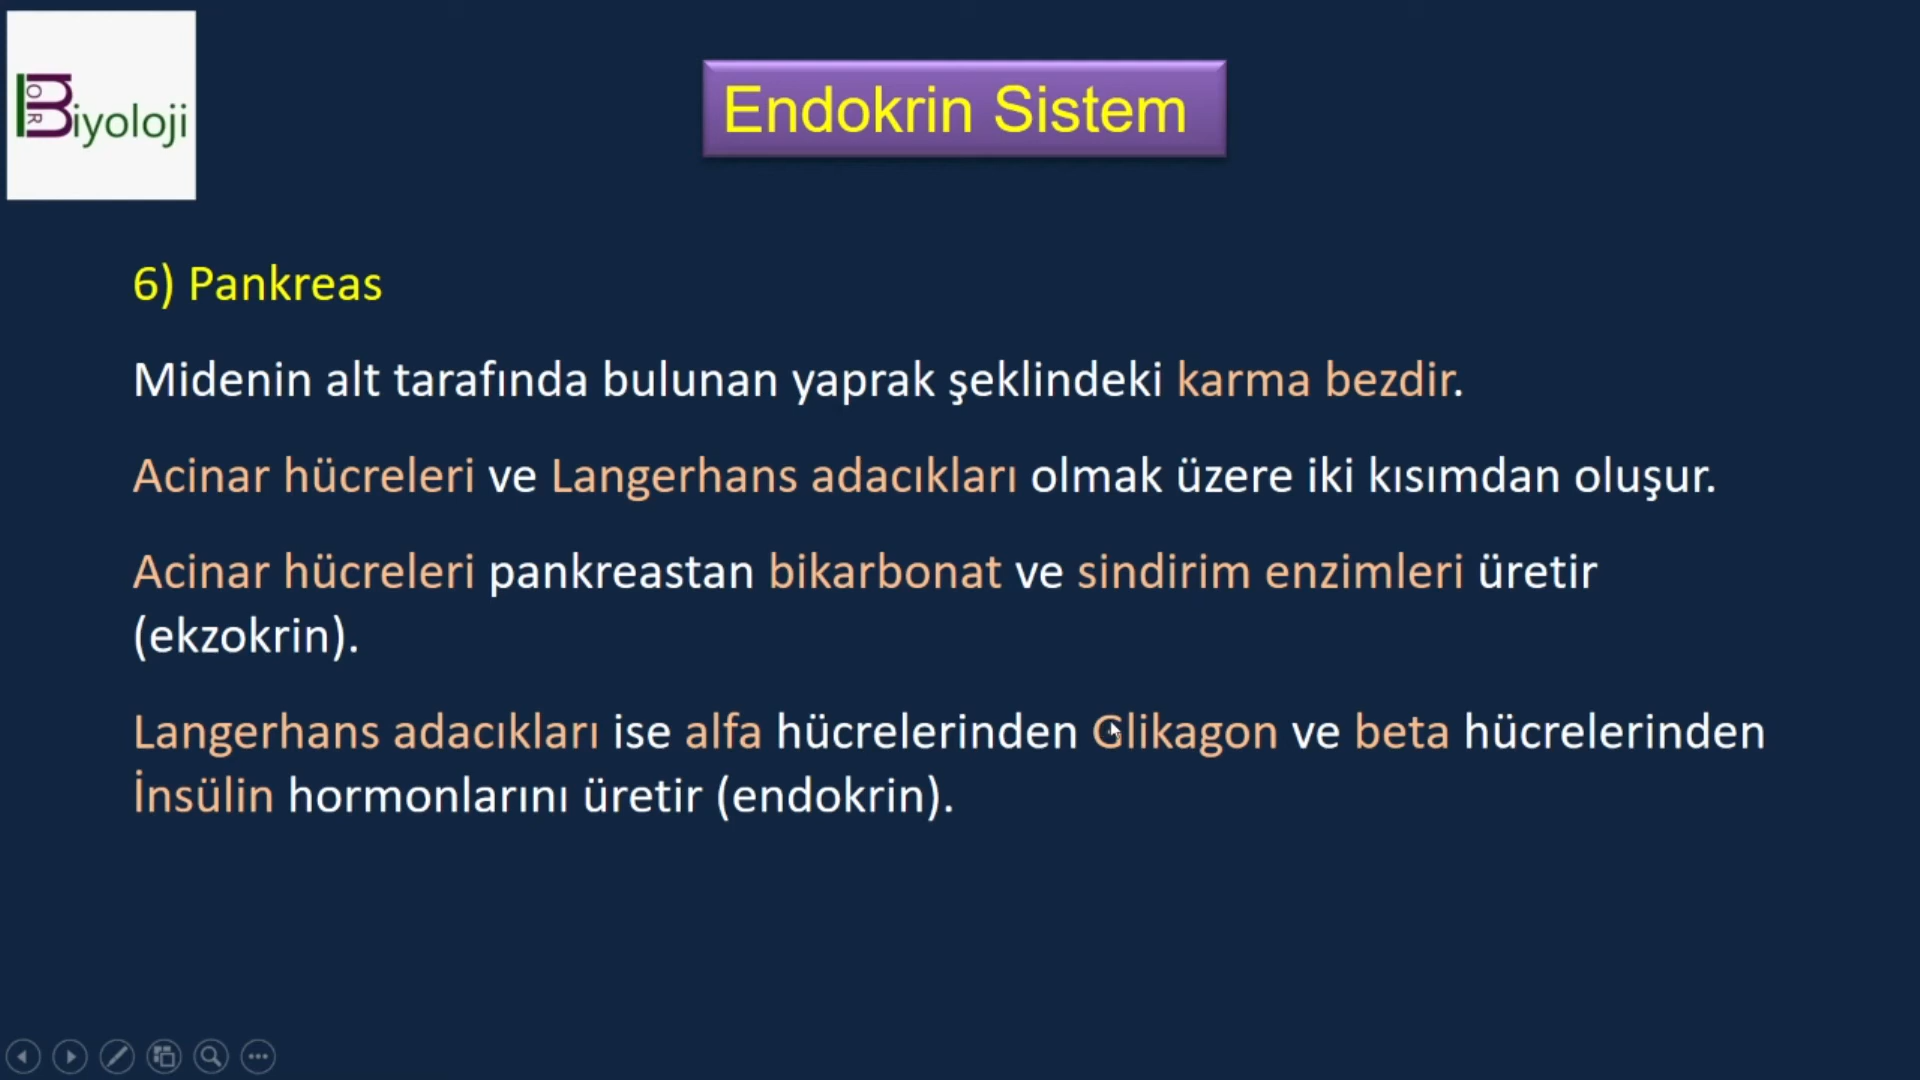 BOOR
iyoloji
Endokrin Sistem
6) Pankreas
Midenin alt tarafında bulunan yaprak şeklindeki karma bezdir.
Acinar hücreleri ve Langerhans adacıkları olmak üzere iki kısımdan oluşur.
Acinar hücreleri pankreastan bikarbonat ve sindirim enzimleri üretir
(ekzokrin).
Langerhans adacıkları ise alfa hücrelerinden Glikagon ve beta hücrelerinden
İnsülin hormonlarını üretir (endokrin).